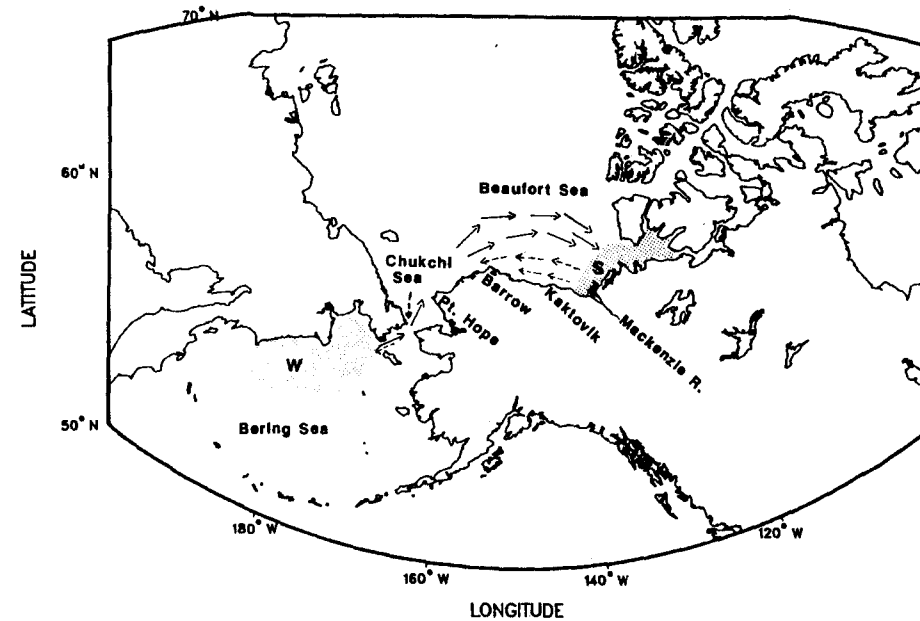 70° N
60° N
Beaufort Sea
Chukchi
Sea
S
Barrow
Pt. Hope
Kaktovik
Mackenzie R.
W
Bering Sea
50° N
180° W
120° W
160° W
140° W
LATITUDE
LONGITUDE